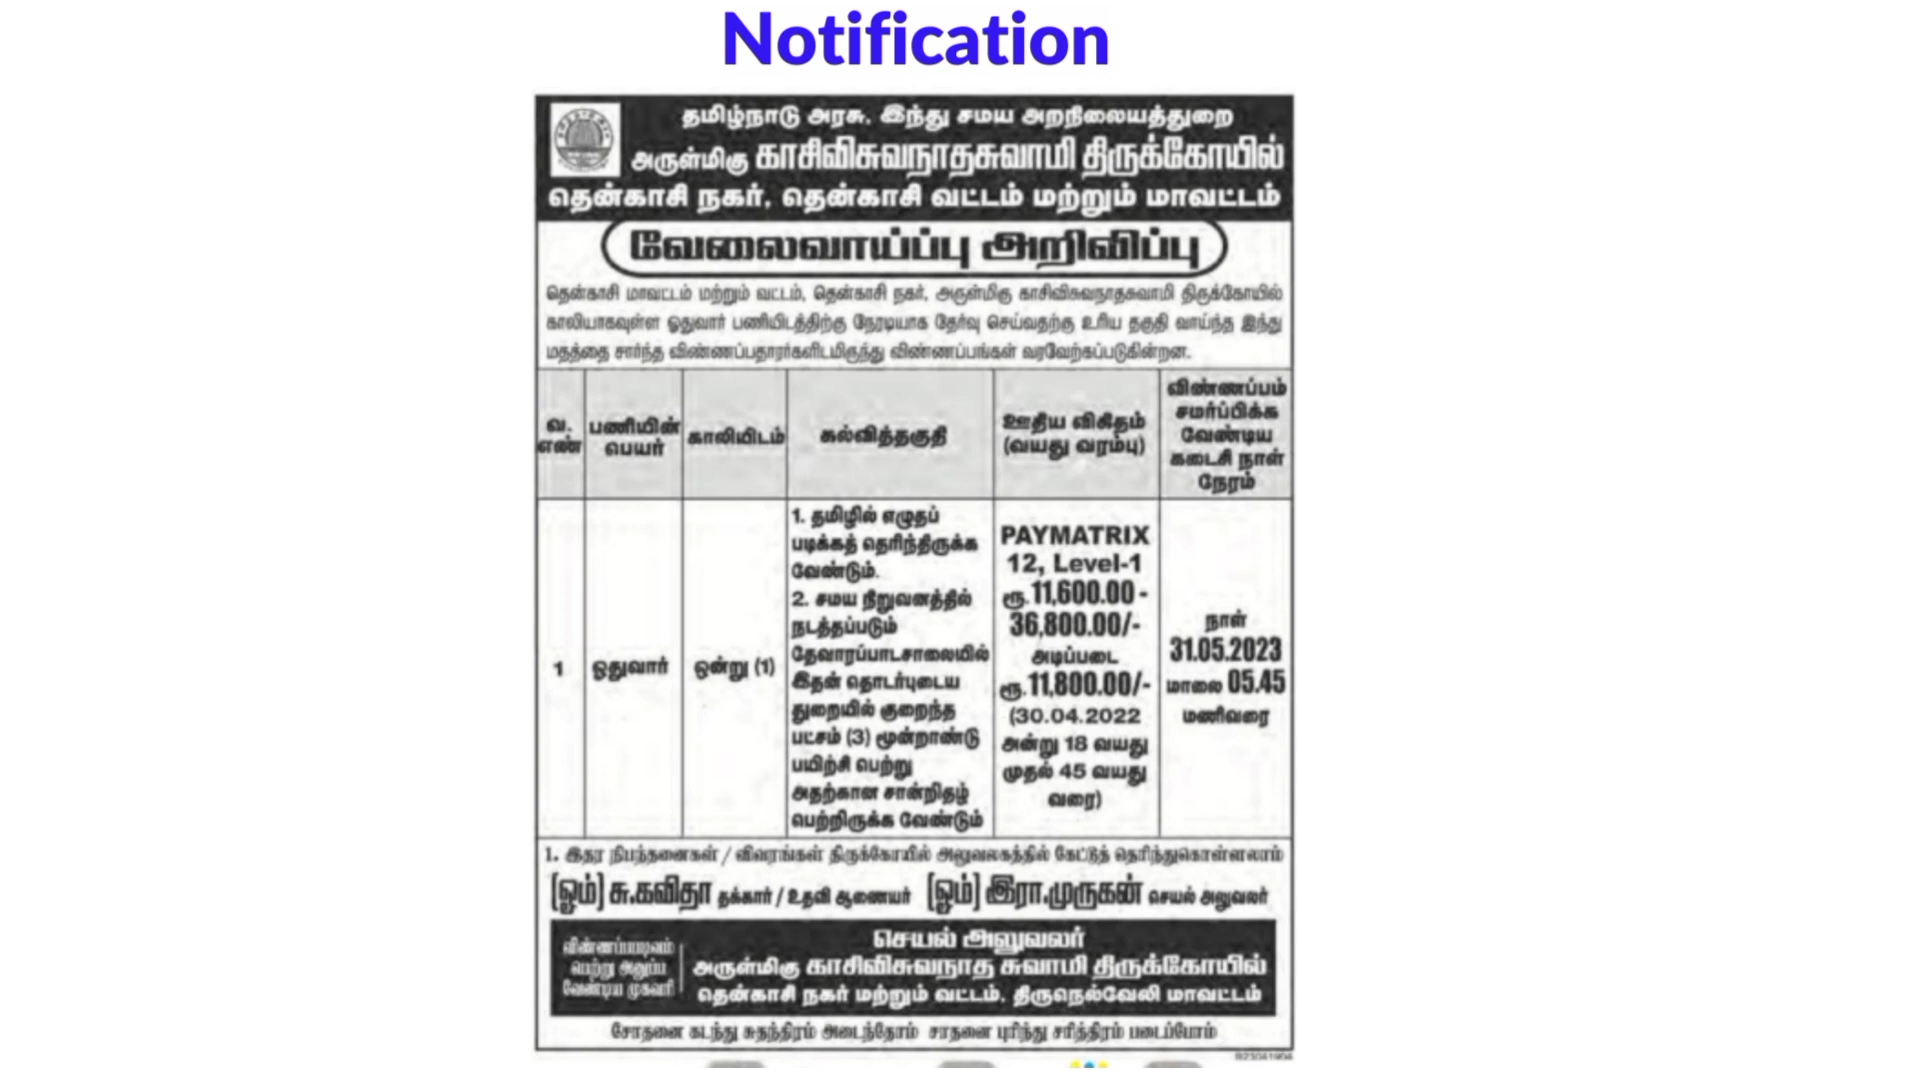 Notification
தமிழ்நாடு அரசு, இந்து சமய அறநிலையத்துறை
அருள்மிகு காசிவிசுவநாதசுவாமி திருக்கோயில்
தென்காசி நகர், தென்காசி வட்டம் மற்றும் மாவட்டம்
வேலைவாய்ப்பு அறிவிப்பு
தென்காசி மாவட்டம் மற்றும் வட்டம், தென்காசி நகர், அருள்மிகு காசிவிசுவநாதசுவாமி திருக்கோயில்
காலியாகவுள்ள ஓதுவார் பணியிடத்திற்கு நேரடியாக தேர்வு செய்வதற்கு உரிய தகுதி வாய்ந்த இந்து
மதத்தை சார்ந்த விண்ணப்பதாரர்களிடமிருந்து விண்ணப்பங்கள் வரவேற்கப்படுகின்றன.
வ.
எண்
பணியின்
பெயர்
காலியிடம்
கல்வித்தகுதி
ஊதிய விகிதம்
(வயது வரம்பு)
விண்ணப்பம்
சமர்ப்பிக்க
வேண்டிய
கடைசி நாள்
நேரம்
1
ஓதுவார்
ஒன்று (1)
1. தமிழில் எழுதப்
படிக்கத் தெரிந்திருக்க
வேண்டும்.
2. சமய நிறுவனத்தில்
நடத்தப்படும்
தேவாரப்பாடசாலையில்
இதன் தொடர்புடைய
துறையில் குறைந்த
பட்சம் (3) மூன்றாண்டு
பயிற்சி பெற்று
அதற்கான சான்றிதழ்
பெற்றிருக்க வேண்டும்
PAYMATRIX
12, Level-1
ரூ.11,600.00 -
36,800.00/-
அடிப்படை
ரூ.11,800.00/-
(30.04.2022
அன்று 18 வயது
முதல் 45 வயது
வரை)
நாள்
31.05.2023
மாலை 05.45
மணிவரை
1. இதர நிபந்தனைகள் / விவரங்கள் திருக்கோயில் அலுவலகத்தில் கேட்டுத் தெரிந்துகொள்ளலாம்
(ஓம்) சு.கவிதா தக்கார் / உதவி ஆணையர் (ஓம்) இரா.முருகன் செயல் அலுவலர்
விண்ணப்படிவம்
பெற்று அனுப்ப
வேண்டிய முகவரி
செயல் அலுவலர்
அருள்மிகு காசிவிசுவநாத சுவாமி திருக்கோயில்
தென்காசி நகர் மற்றும் வட்டம், திருநெல்வேலி மாவட்டம்
சோதனை கடந்து சுதந்திரம் அடைந்தோம் சாதனை புரிந்து சரித்திரம் படைப்போம்